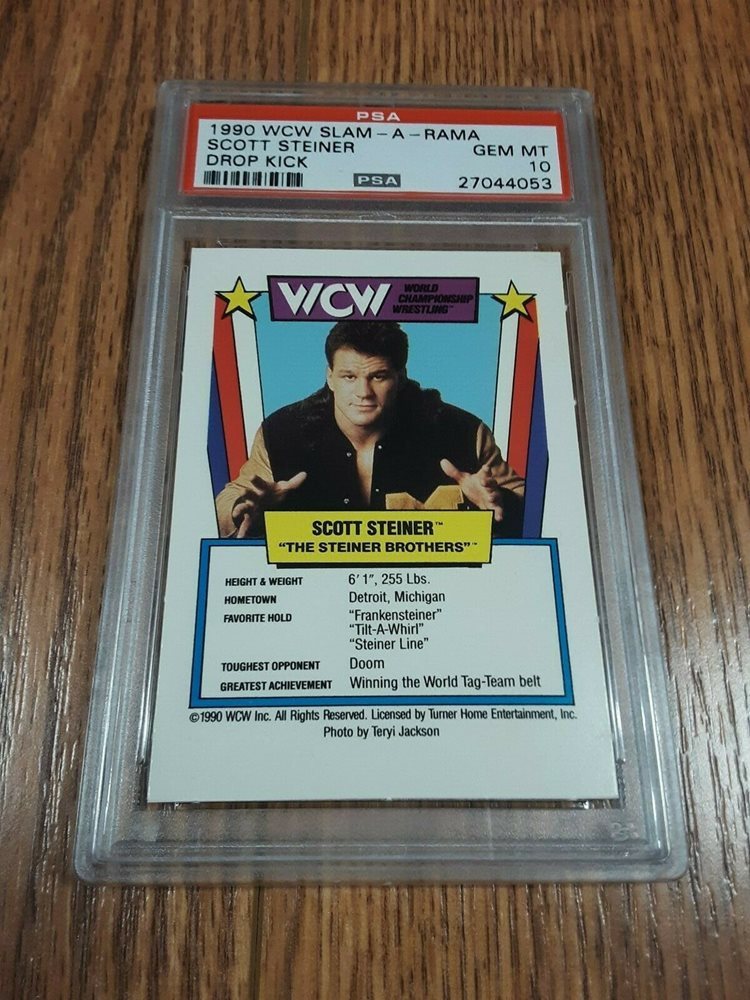 PSA
1990 WCW SLAM-A-RAMA
SCOTT STEINER GEM MT
DROP KICK 10
PSA 27044053
WCW WORLD
CHAMPIONSHIP
WRESTLING™
SCOTT STEINER™
"THE STEINER BROTHERS"™
HEIGHT & WEIGHT 6'1", 255 Lbs.
HOMETOWN Detroit, Michigan
FAVORITE HOLD "Frankensteiner"
"Tilt-A-Whirl"
"Steiner Line"
TOUGHEST OPPONENT Doom
GREATEST ACHIEVEMENT Winning the World Tag-Team belt
©1990 WCW Inc. All Rights Reserved. Licensed by Turner Home Entertainment, Inc.
Photo by Teryi Jackson